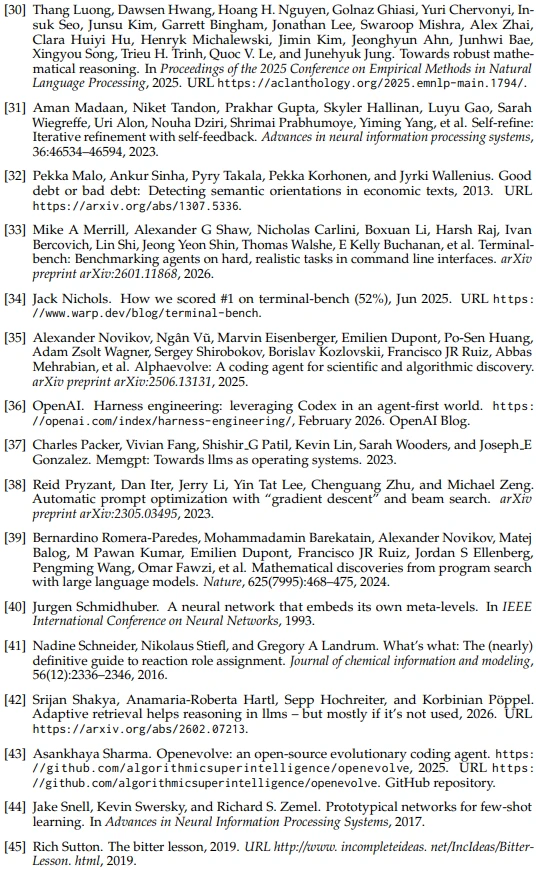 [30] Thang Luong, Dawsen Hwang, Hoang H. Nguyen, Golnaz Ghiasi, Yuri Chervonyi, In-
suk Seo, Junsu Kim, Garrett Bingham, Jonathan Lee, Swaroop Mishra, Alex Zhai,
Clara Huiyi Hu, Henryk Michalewski, Jimin Kim, Jeonghyun Ahn, Junhwi Bae,
Xingyou Song, Trieu H. Trinh, Quoc V. Le, and Junehyuk Jung. Towards robust mathe-
matical reasoning. In Proceedings of the 2025 Conference on Empirical Methods in Natural
Language Processing, 2025. URL https://aclanthology.org/2025.emnlp-main.1794/.
[31] Aman Madaan, Niket Tandon, Prakhar Gupta, Skyler Hallinan, Luyu Gao, Sarah
Wiegreffe, Uri Alon, Nouha Dziri, Shrimai Prabhumoye, Yiming Yang, et al. Self-refine:
Iterative refinement with self-feedback. Advances in neural information processing systems,
36:46534–46594, 2023.
[32] Pekka Malo, Ankur Sinha, Pyry Takala, Pekka Korhonen, and Jyrki Wallenius. Good
debt or bad debt: Detecting semantic orientations in economic texts, 2013. URL
https://arxiv.org/abs/1307.5336.
[33] Mike A Merrill, Alexander G Shaw, Nicholas Carlini, Boxuan Li, Harsh Raj, Ivan
Bercovich, Lin Shi, Jeong Yeon Shin, Thomas Walshe, E Kelly Buchanan, et al. Terminal-
bench: Benchmarking agents on hard, realistic tasks in command line interfaces. arXiv
preprint arXiv:2601.11868, 2026.
[34] Jack Nichols. How we scored #1 on terminal-bench (52%), Jun 2025. URL https:
//www.warp.dev/blog/terminal-bench.
[35] Alexander Novikov, Ngân Vũ, Marvin Eisenberger, Emilien Dupont, Po-Sen Huang,
Adam Zsolt Wagner, Sergey Shirobokov, Borislav Kozlovskii, Francisco JR Ruiz, Abbas
Mehrabian, et al. Alphaevolve: A coding agent for scientific and algorithmic discovery.
arXiv preprint arXiv:2506.13131, 2025.
[36] OpenAI. Harness engineering: leveraging Codex in an agent-first world. https:
//openai.com/index/harness-engineering/, February 2026. OpenAI Blog.
[37] Charles Packer, Vivian Fang, Shishir_G Patil, Kevin Lin, Sarah Wooders, and Joseph_E
Gonzalez. Memgpt: Towards llms as operating systems. 2023.
[38] Reid Pryzant, Dan Iter, Jerry Li, Yin Tat Lee, Chenguang Zhu, and Michael Zeng.
Automatic prompt optimization with “gradient descent” and beam search. arXiv
preprint arXiv:2305.03495, 2023.
[39] Bernardino Romera-Paredes, Mohammadamin Barekatain, Alexander Novikov, Matej
Balog, M Pawan Kumar, Emilien Dupont, Francisco JR Ruiz, Jordan S Ellenberg,
Pengming Wang, Omar Fawzi, et al. Mathematical discoveries from program search
with large language models. Nature, 625(7995):468–475, 2024.
[40] Jurgen Schmidhuber. A neural network that embeds its own meta-levels. In IEEE
International Conference on Neural Networks, 1993.
[41] Nadine Schneider, Nikolaus Stiefl, and Gregory A Landrum. What’s what: The (nearly)
definitive guide to reaction role assignment. Journal of chemical information and modeling,
56(12):2336–2346, 2016.
[42] Srijan Shakya, Anamaria-Roberta Hartl, Sepp Hochreiter, and Korbinian Pöppel.
Adaptive retrieval helps reasoning in llms – but mostly if it’s not used, 2026. URL
https://arxiv.org/abs/2602.07213.
[43] Asankhaya Sharma. Openevolve: an open-source evolutionary coding agent. https:
//github.com/algorithmicsuperintelligence/openevolve, 2025. URL https:
//github.com/algorithmicsuperintelligence/openevolve. GitHub repository.
[44] Jake Snell, Kevin Swersky, and Richard S. Zemel. Prototypical networks for few-shot
learning. In Advances in Neural Information Processing Systems, 2017.
[45] Rich Sutton. The bitter lesson, 2019. URL http://www. incompleteideas. net/IncIdeas/Bitter-
Lesson. html, 2019.